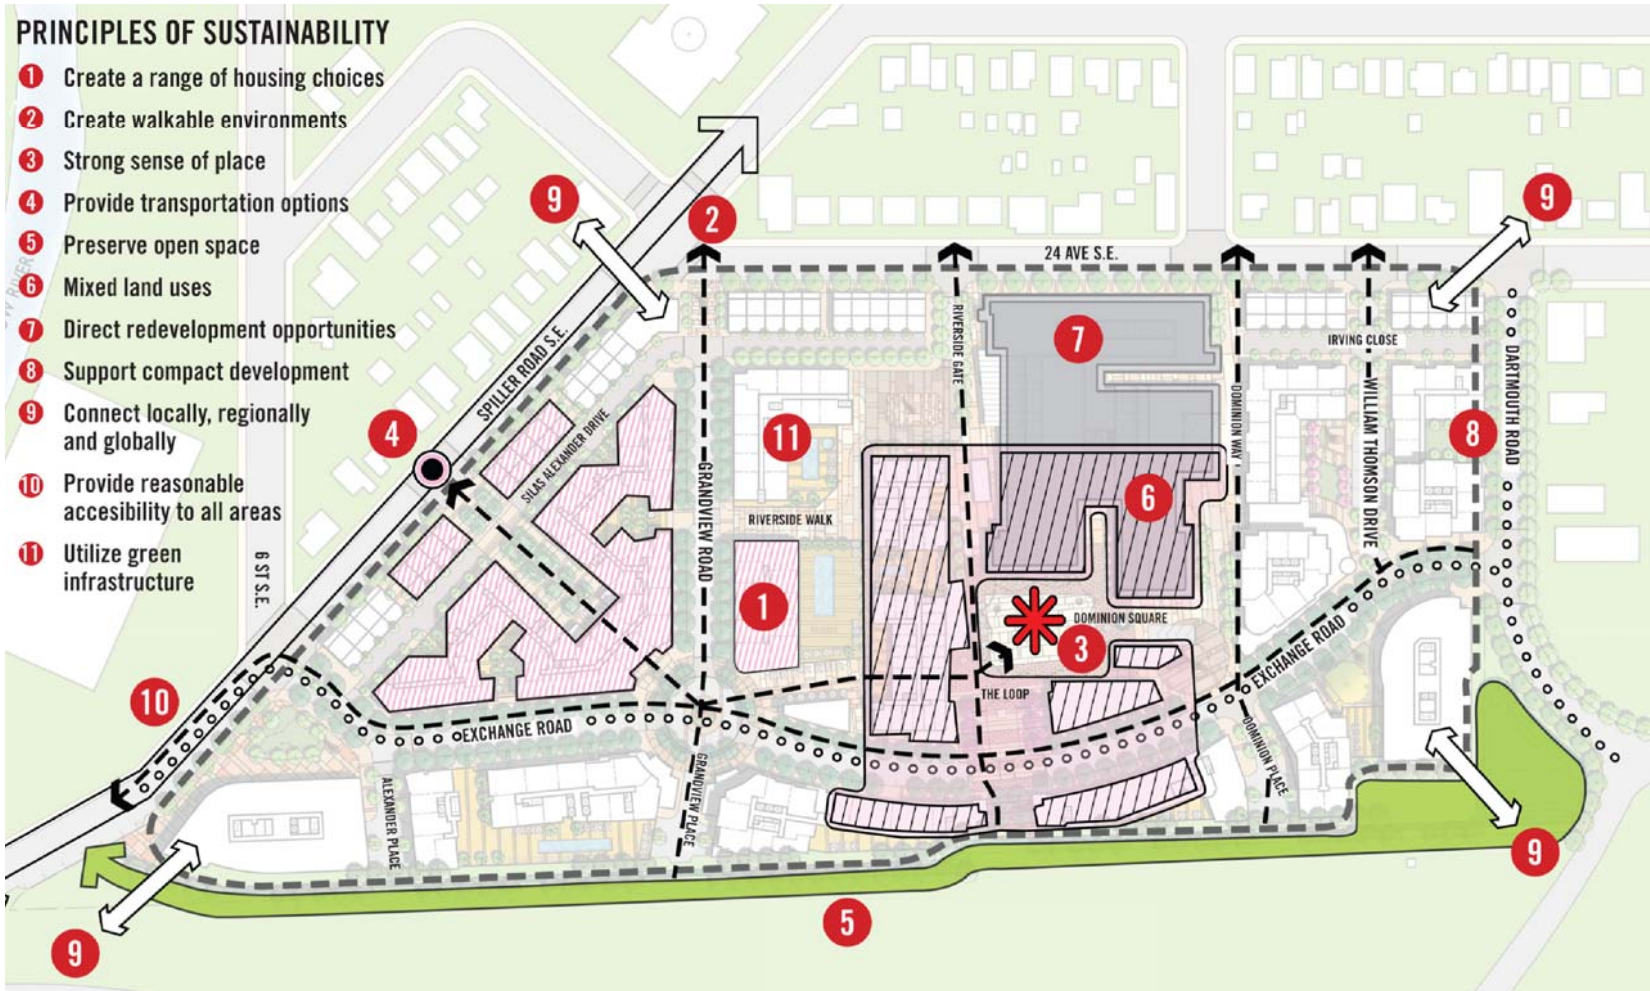 PRINCIPLES OF SUSTAINABILITY
1 Create a range of housing choices
2 Create walkable environments
3 Strong sense of place
4 Provide transportation options
5 Preserve open space
6 Mixed land uses
7 Direct redevelopment opportunities
8 Support compact development
9 Connect locally, regionally
and globally
10 Provide reasonable
accesibility to all areas
11 Utilize green
infrastructure
9
2
9
24 AVE S.E.
SPILLER ROAD S.E.
RIVERSIDE GATE
7
IRVING CLOSE
DARTMOUTH ROAD
4
SILAS ALEXANDER DRIVE
11
DOMINION WAY
WILLIAM THOMSON DRIVE
8
GRANDVIEW ROAD
6
RIVERSIDE WALK
6 ST S.E.
1
DOMINION SQUARE
3
EXCHANGE ROAD
THE LOOP
10
EXCHANGE ROAD
DOMINION PLACE
ALEXANDER PLACE
GRANDVIEW PLACE
9
5
9